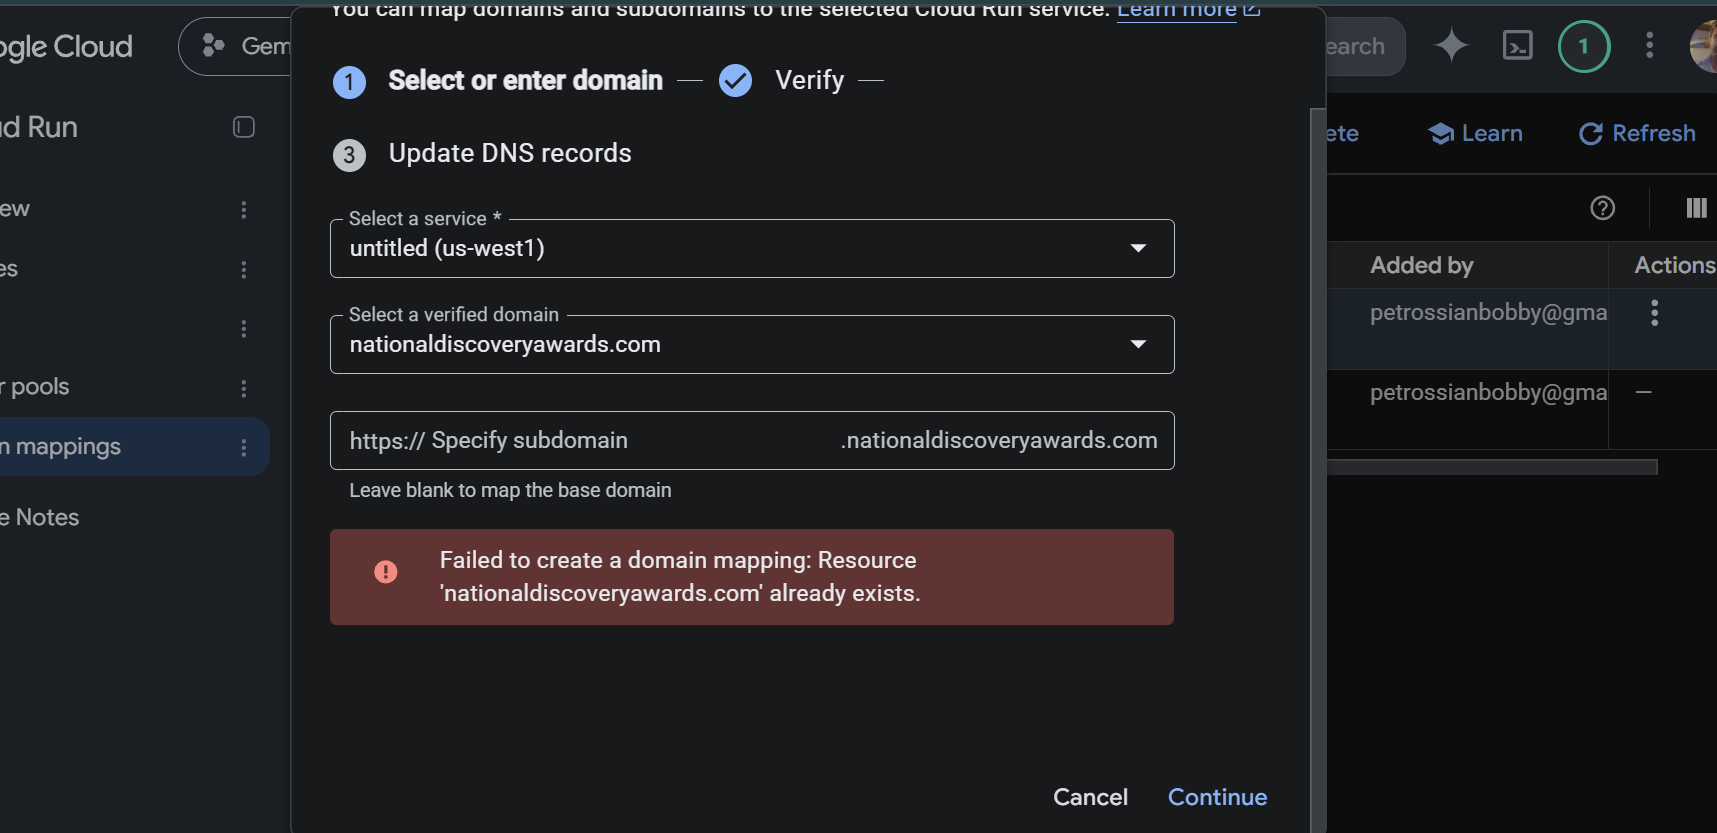 You can map domains and subdomains to the selected Cloud Run service. Learn more
ogle Cloud
Gem
earch
1
1 Select or enter domain — Verify —
ud Run
ete
Learn
Refresh
3 Update DNS records
ew
Select a service *
untitled (us-west1)
es
Added by
Actions
Select a verified domain
nationaldiscoveryawards.com
petrossianbobby@gma
r pools
petrossianbobby@gma
—
n mappings
https:// Specify subdomain .nationaldiscoveryawards.com
Leave blank to map the base domain
e Notes
Failed to create a domain mapping: Resource
'nationaldiscoveryawards.com' already exists.
Cancel
Continue